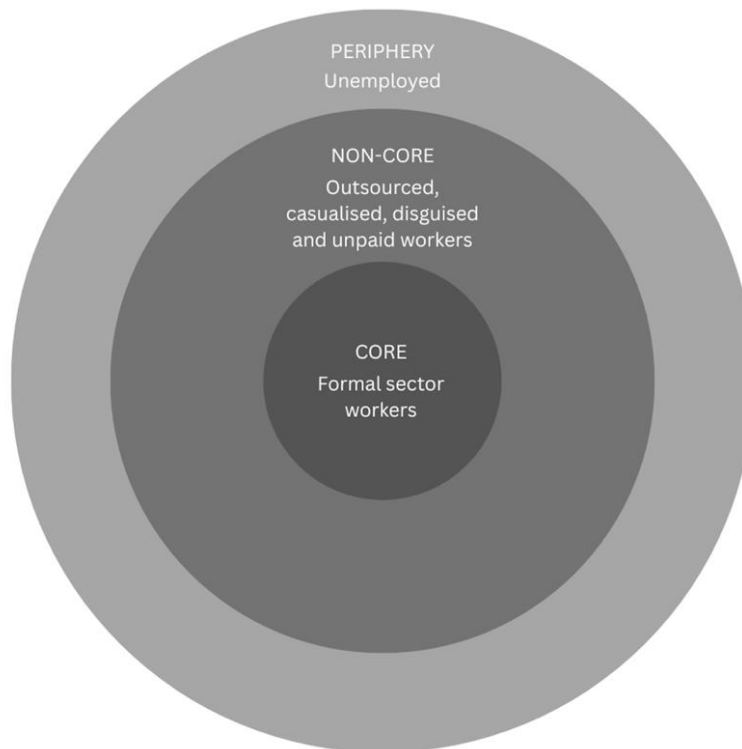 PERIPHERY
Unemployed
NON-CORE
Outsourced,
casualised, disguised
and unpaid workers
CORE
Formal sector
workers